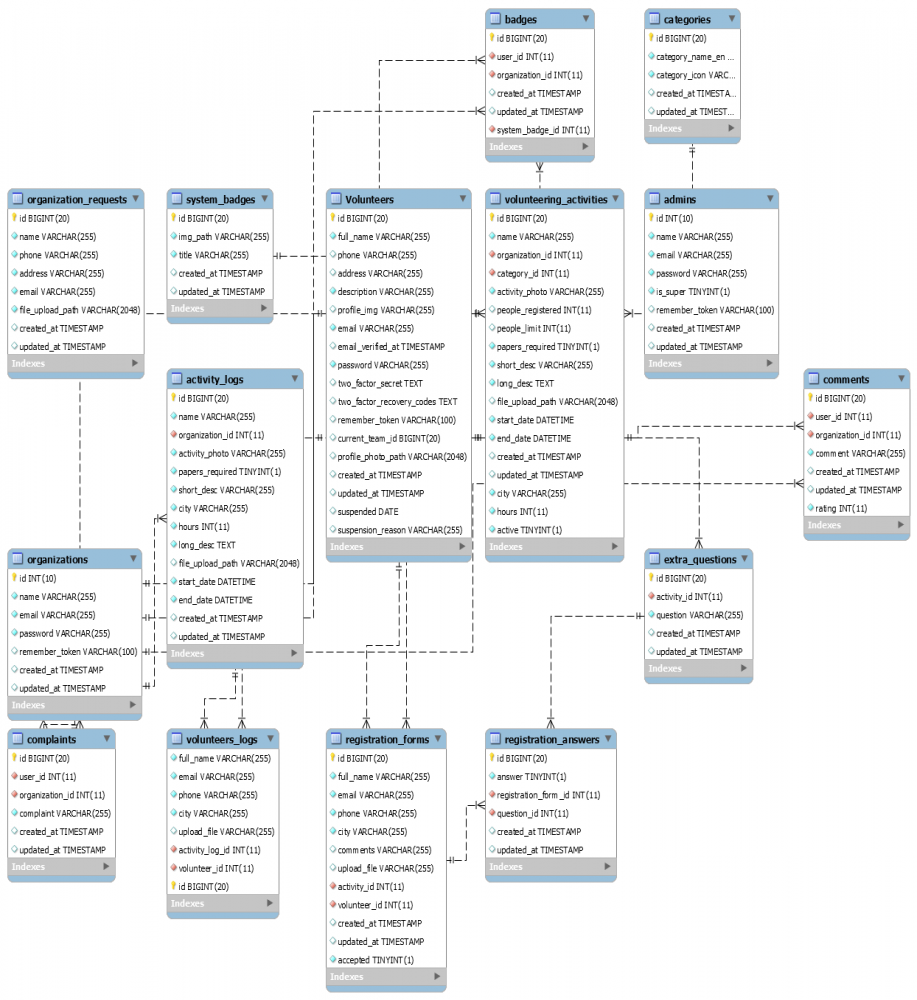 badges
id BIGINT(20)
user_id INT(11)
organization_id INT(11)
created_at TIMESTAMP
updated_at TIMESTAMP
system_badge_id INT(11)
Indexes
categories
id BIGINT(20)
category_name_en ...
category_icon VARC...
created_at TIMESTA...
updated_at TIMEST...
Indexes
organization_requests
id BIGINT(20)
name VARCHAR(255)
phone VARCHAR(255)
address VARCHAR(255)
email VARCHAR(255)
file_upload_path VARCHAR(2048)
created_at TIMESTAMP
updated_at TIMESTAMP
Indexes
system_badges
id BIGINT(20)
img_path VARCHAR(255)
title VARCHAR(255)
created_at TIMESTAMP
updated_at TIMESTAMP
Indexes
Volunteers
id BIGINT(20)
full_name VARCHAR(255)
phone VARCHAR(255)
address VARCHAR(255)
description VARCHAR(255)
profile_img VARCHAR(255)
email VARCHAR(255)
email_verified_at TIMESTAMP
password VARCHAR(255)
two_factor_secret TEXT
two_factor_recovery_codes TEXT
remember_token VARCHAR(100)
current_team_id BIGINT(20)
profile_photo_path VARCHAR(2048)
created_at TIMESTAMP
updated_at TIMESTAMP
suspended DATE
suspension_reason VARCHAR(255)
Indexes
volunteering_activities
id BIGINT(20)
name VARCHAR(255)
organization_id INT(11)
category_id INT(11)
activity_photo VARCHAR(255)
people_registered INT(11)
people_limit INT(11)
papers_required TINYINT(1)
short_desc VARCHAR(255)
long_desc TEXT
file_upload_path VARCHAR(2048)
start_date DATETIME
end_date DATETIME
created_at TIMESTAMP
updated_at TIMESTAMP
city VARCHAR(255)
hours INT(11)
active TINYINT(1)
Indexes
admins
id INT(10)
name VARCHAR(255)
email VARCHAR(255)
password VARCHAR(255)
is_super TINYINT(1)
remember_token VARCHAR(100)
created_at TIMESTAMP
updated_at TIMESTAMP
Indexes
activity_logs
id BIGINT(20)
name VARCHAR(255)
organization_id INT(11)
activity_photo VARCHAR(255)
papers_required TINYINT(1)
short_desc VARCHAR(255)
city VARCHAR(255)
hours INT(11)
long_desc TEXT
file_upload_path VARCHAR(2048)
start_date DATETIME
end_date DATETIME
created_at TIMESTAMP
updated_at TIMESTAMP
Indexes
comments
id BIGINT(20)
user_id INT(11)
organization_id INT(11)
comment VARCHAR(255)
created_at TIMESTAMP
updated_at TIMESTAMP
rating INT(11)
Indexes
organizations
id INT(10)
name VARCHAR(255)
email VARCHAR(255)
password VARCHAR(255)
remember_token VARCHAR(100)
created_at TIMESTAMP
updated_at TIMESTAMP
Indexes
extra_questions
id BIGINT(20)
activity_id INT(11)
question VARCHAR(255)
created_at TIMESTAMP
updated_at TIMESTAMP
Indexes
complaints
id BIGINT(20)
user_id INT(11)
organization_id INT(11)
complaint VARCHAR(255)
created_at TIMESTAMP
updated_at TIMESTAMP
Indexes
volunteers_logs
full_name VARCHAR(255)
email VARCHAR(255)
phone VARCHAR(255)
city VARCHAR(255)
upload_file VARCHAR(255)
activity_log_id INT(11)
volunteer_id INT(11)
id BIGINT(20)
Indexes
registration_forms
id BIGINT(20)
full_name VARCHAR(255)
email VARCHAR(255)
phone VARCHAR(255)
city VARCHAR(255)
comments VARCHAR(255)
upload_file VARCHAR(255)
activity_id INT(11)
volunteer_id INT(11)
created_at TIMESTAMP
updated_at TIMESTAMP
accepted TINYINT(1)
Indexes
registration_answers
id BIGINT(20)
answer TINYINT(1)
registration_form_id INT(11)
question_id INT(11)
created_at TIMESTAMP
updated_at TIMESTAMP
Indexes